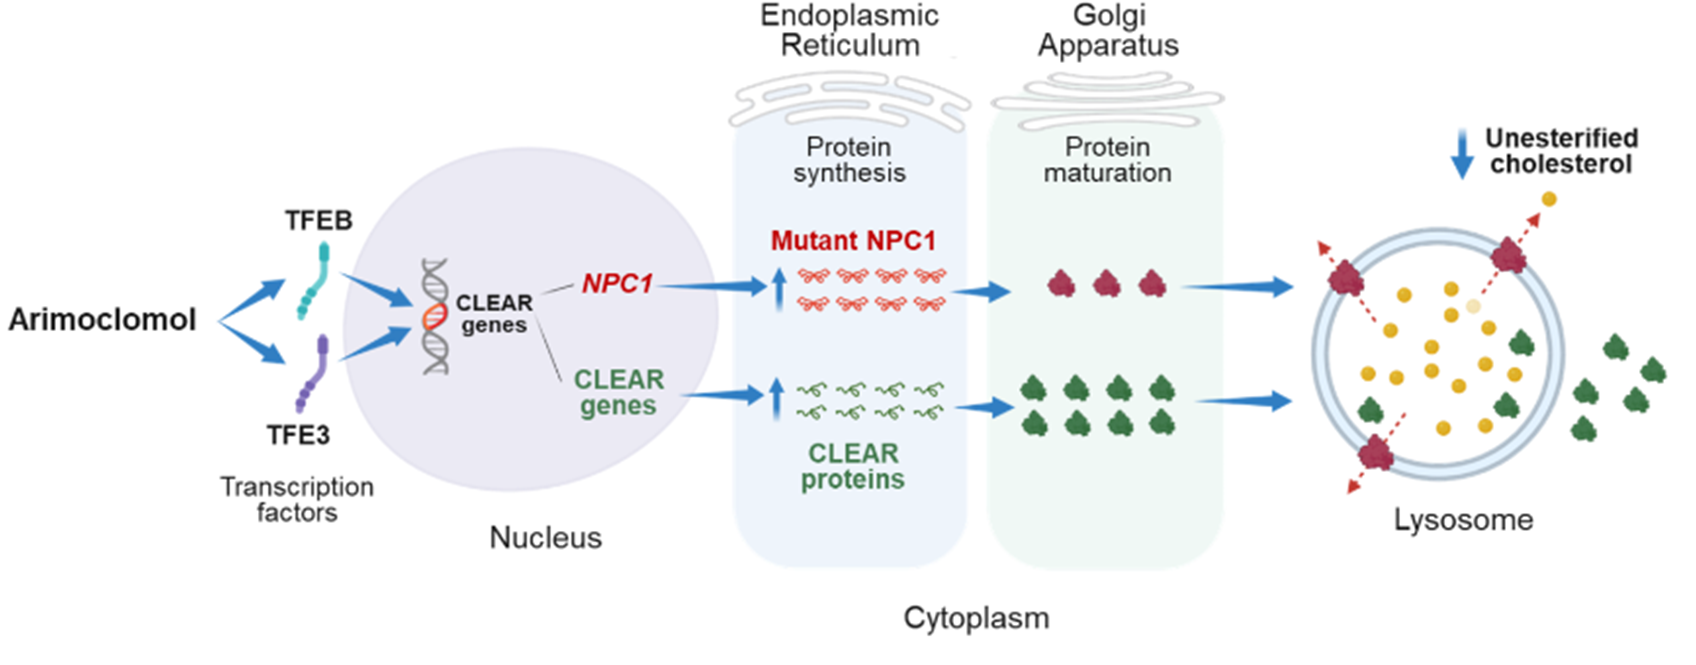 Arimoclomol
TFEB
TFE3
Transcription
factors
CLEAR
genes
NPC1
CLEAR
genes
Nucleus
Endoplasmic
Reticulum
Protein
synthesis
Mutant NPC1
CLEAR
proteins
Golgi
Apparatus
Protein
maturation
Unesterified
cholesterol
Lysosome
Cytoplasm